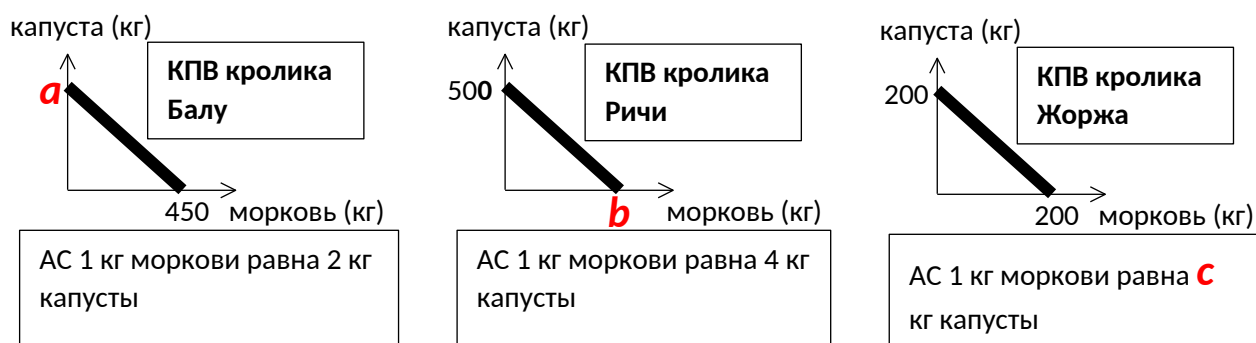 капуста (кг)
КПВ кролика
Балу
a
450 морковь (кг)
АС 1 кг моркови равна 2 кг
капусты
капуста (кг)
КПВ кролика
Ричи
500
b
морковь (кг)
АС 1 кг моркови равна 4 кг
капусты
капуста (кг)
КПВ кролика
Жоржа
200
200 морковь (кг)
АС 1 кг моркови равна c
кг капусты